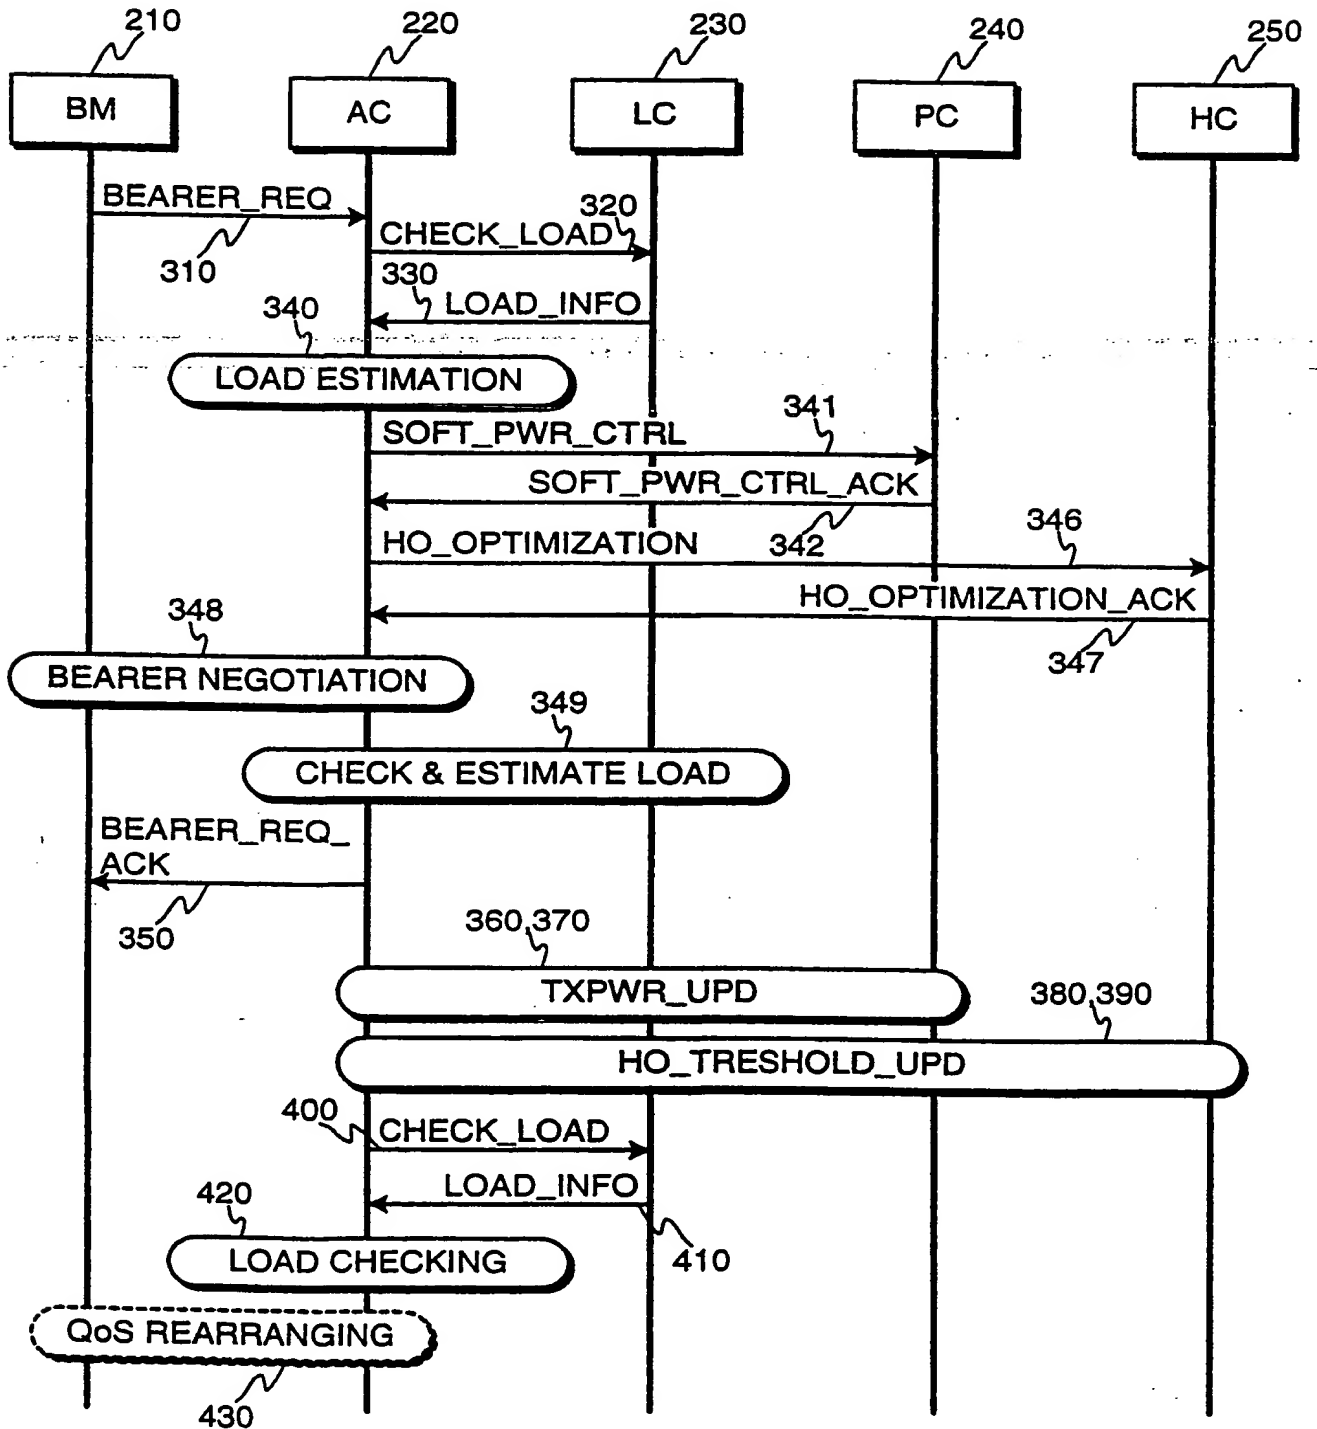 210
220
230
240
250
BM
AC
LC
PC
HC
BEARER_REQ
310
320
CHECK_LOAD
330
LOAD_INFO
340
LOAD ESTIMATION
341
SOFT_PWR_CTRL
SOFT_PWR_CTRL_ACK
342
346
HO_OPTIMIZATION
HO_OPTIMIZATION_ACK
347
348
BEARER NEGOTIATION
349
CHECK & ESTIMATE LOAD
BEARER_REQ_
ACK
350
360,370
TXPWR_UPD
380,390
HO_TRESHOLD_UPD
400
CHECK_LOAD
LOAD_INFO
410
420
LOAD CHECKING
QoS REARRANGING
430